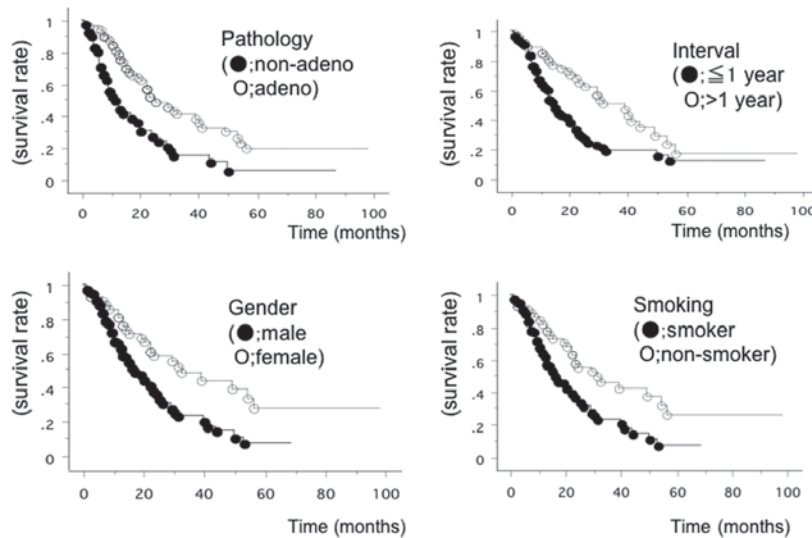 (survival rate)
1
.8
.6
.4
.2
0
Pathology
(●;non-adeno
O;adeno)
0 20 40 60 80 100
Time (months)
(survival rate)
1
.8
.6
.4
.2
0
Interval
(●;≦1 year
O;>1 year)
0 20 40 60 80 100
Time (months)
(survival rate)
1
.8
.6
.4
.2
0
Gender
(●;male
O;female)
0 20 40 60 80 100
Time (months)
(survival rate)
1
.8
.6
.4
.2
0
Smoking
(●;smoker
O;non-smoker)
0 20 40 60 80 100
Time (months)